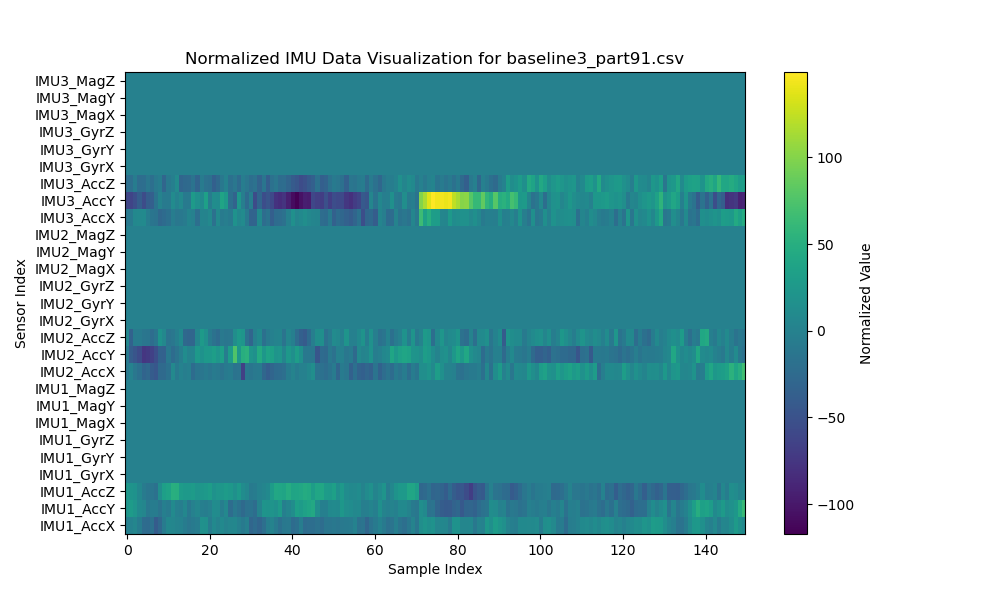 Normalized IMU Data Visualization for baseline3_part91.csv
IMU3_MagZ
IMU3_MagY
IMU3_MagX
IMU3_GyrZ
IMU3_GyrY
IMU3_GyrX
IMU3_AccZ
IMU3_AccY
IMU3_AccX
IMU2_MagZ
IMU2_MagY
IMU2_MagX
IMU2_GyrZ
IMU2_GyrY
IMU2_GyrX
IMU2_AccZ
IMU2_AccY
IMU2_AccX
IMU1_MagZ
IMU1_MagY
IMU1_MagX
IMU1_GyrZ
IMU1_GyrY
IMU1_GyrX
IMU1_AccZ
IMU1_AccY
IMU1_AccX
Sensor Index
0 20 40 60 80 100 120 140
Sample Index
100
50
0
−50
−100
Normalized Value